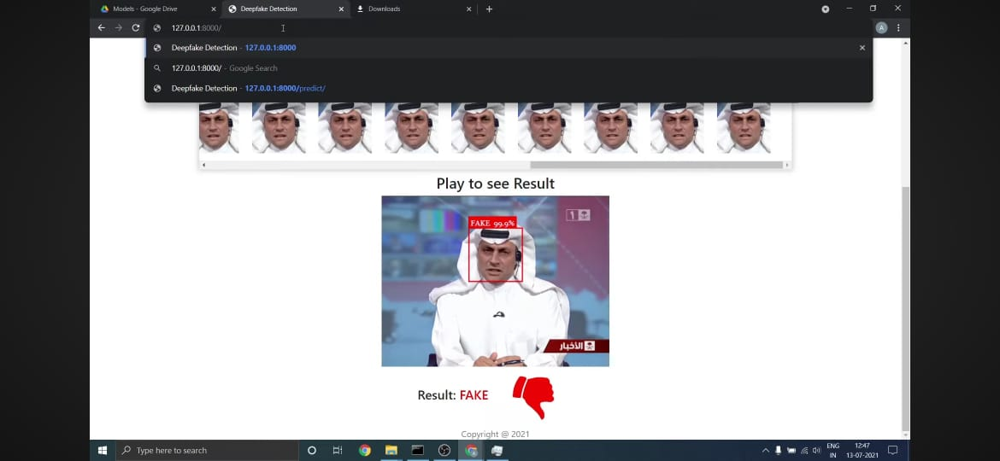 Models - Google Drive
Deepfake Detection
Downloads
127.0.0.1:8000/
Deepfake Detection - 127.0.0.1:8000
127.0.0.1:8000/ - Google Search
Deepfake Detection - 127.0.0.1:8000/predict/
A
Play to see Result
FAKE 99.9%
1
الأخبار
Result: FAKE
Copyright @ 2021
Type here to search
ENG
IN
12:47
13-07-2021